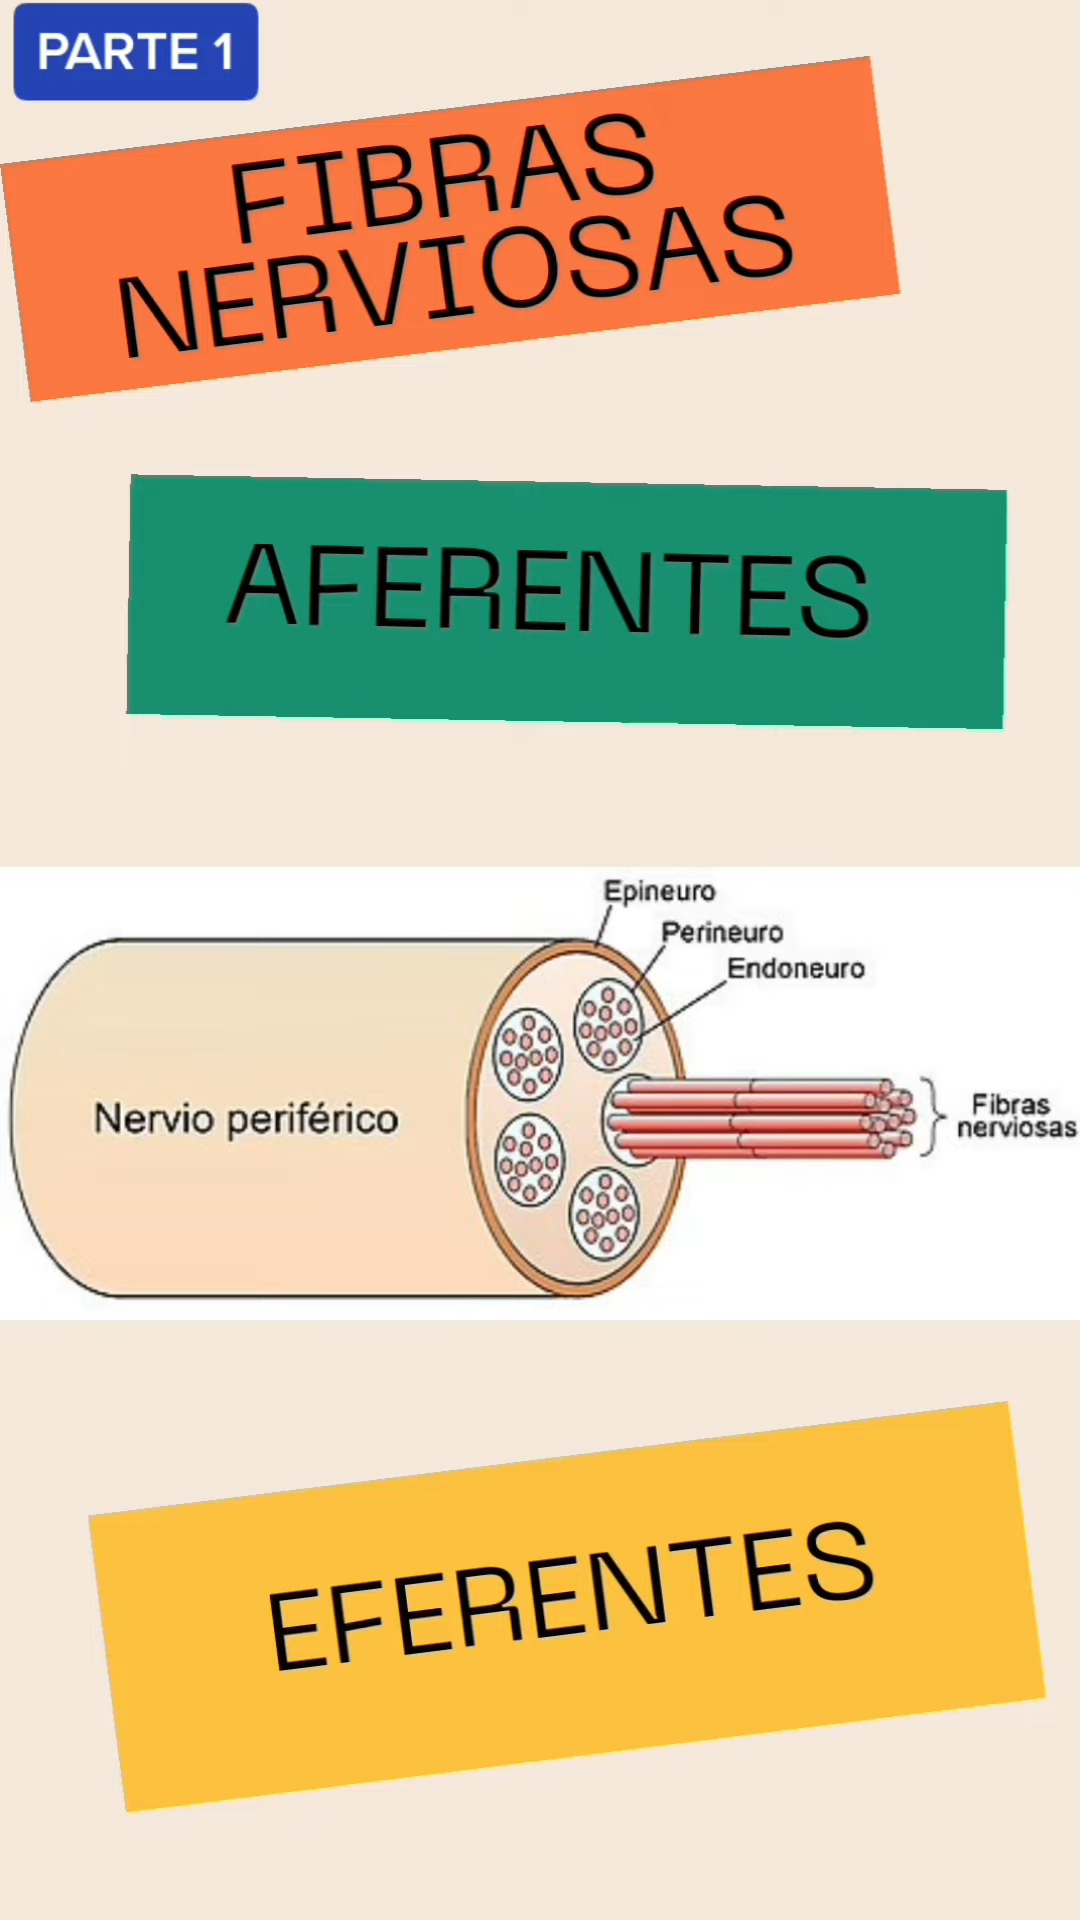 PARTE 1
FIBRAS
NERVIOSAS
AFERENTES
Epineuro
Perineuro
Endoneuro
Nervio periférico
Fibras
nerviosas
EFERENTES